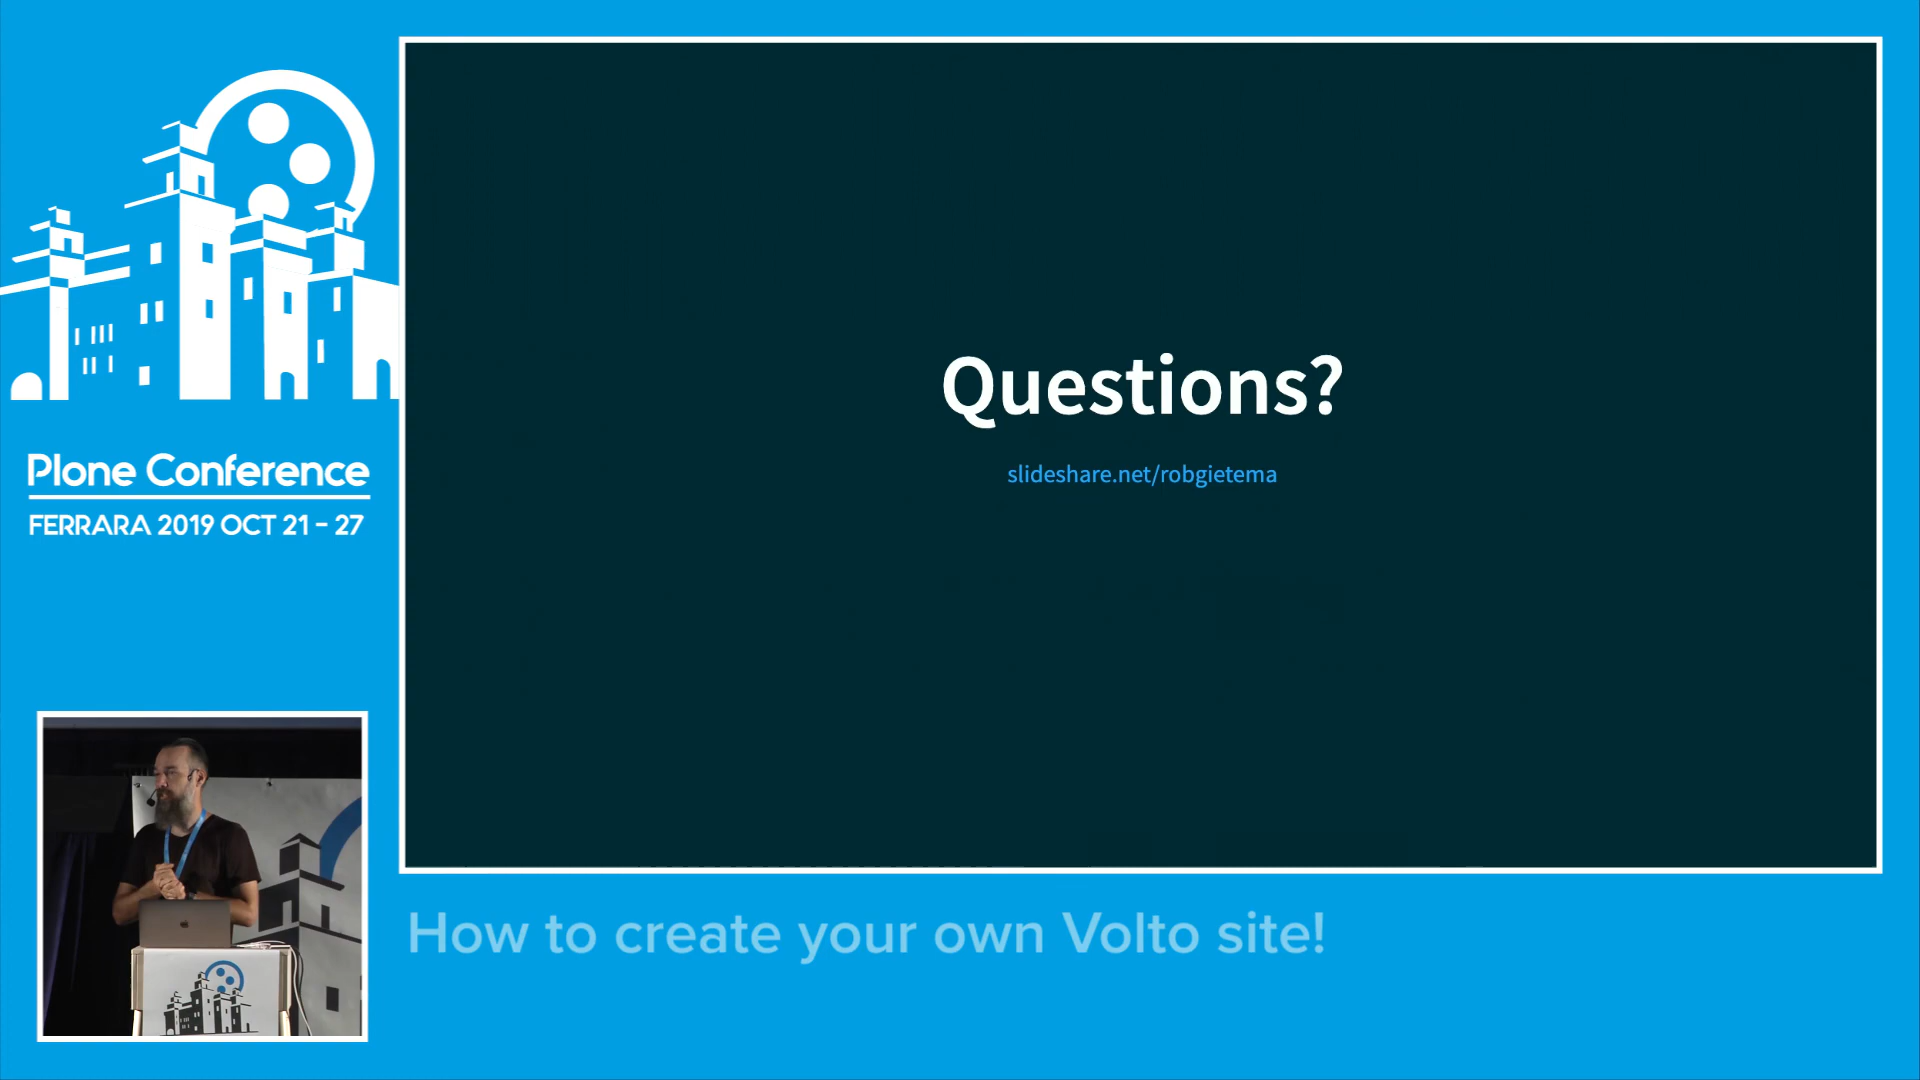 Plone Conference
FERRARA 2019 OCT 21 - 27
Questions?
slideshare.net/robgietema
How to create your own Volto site!